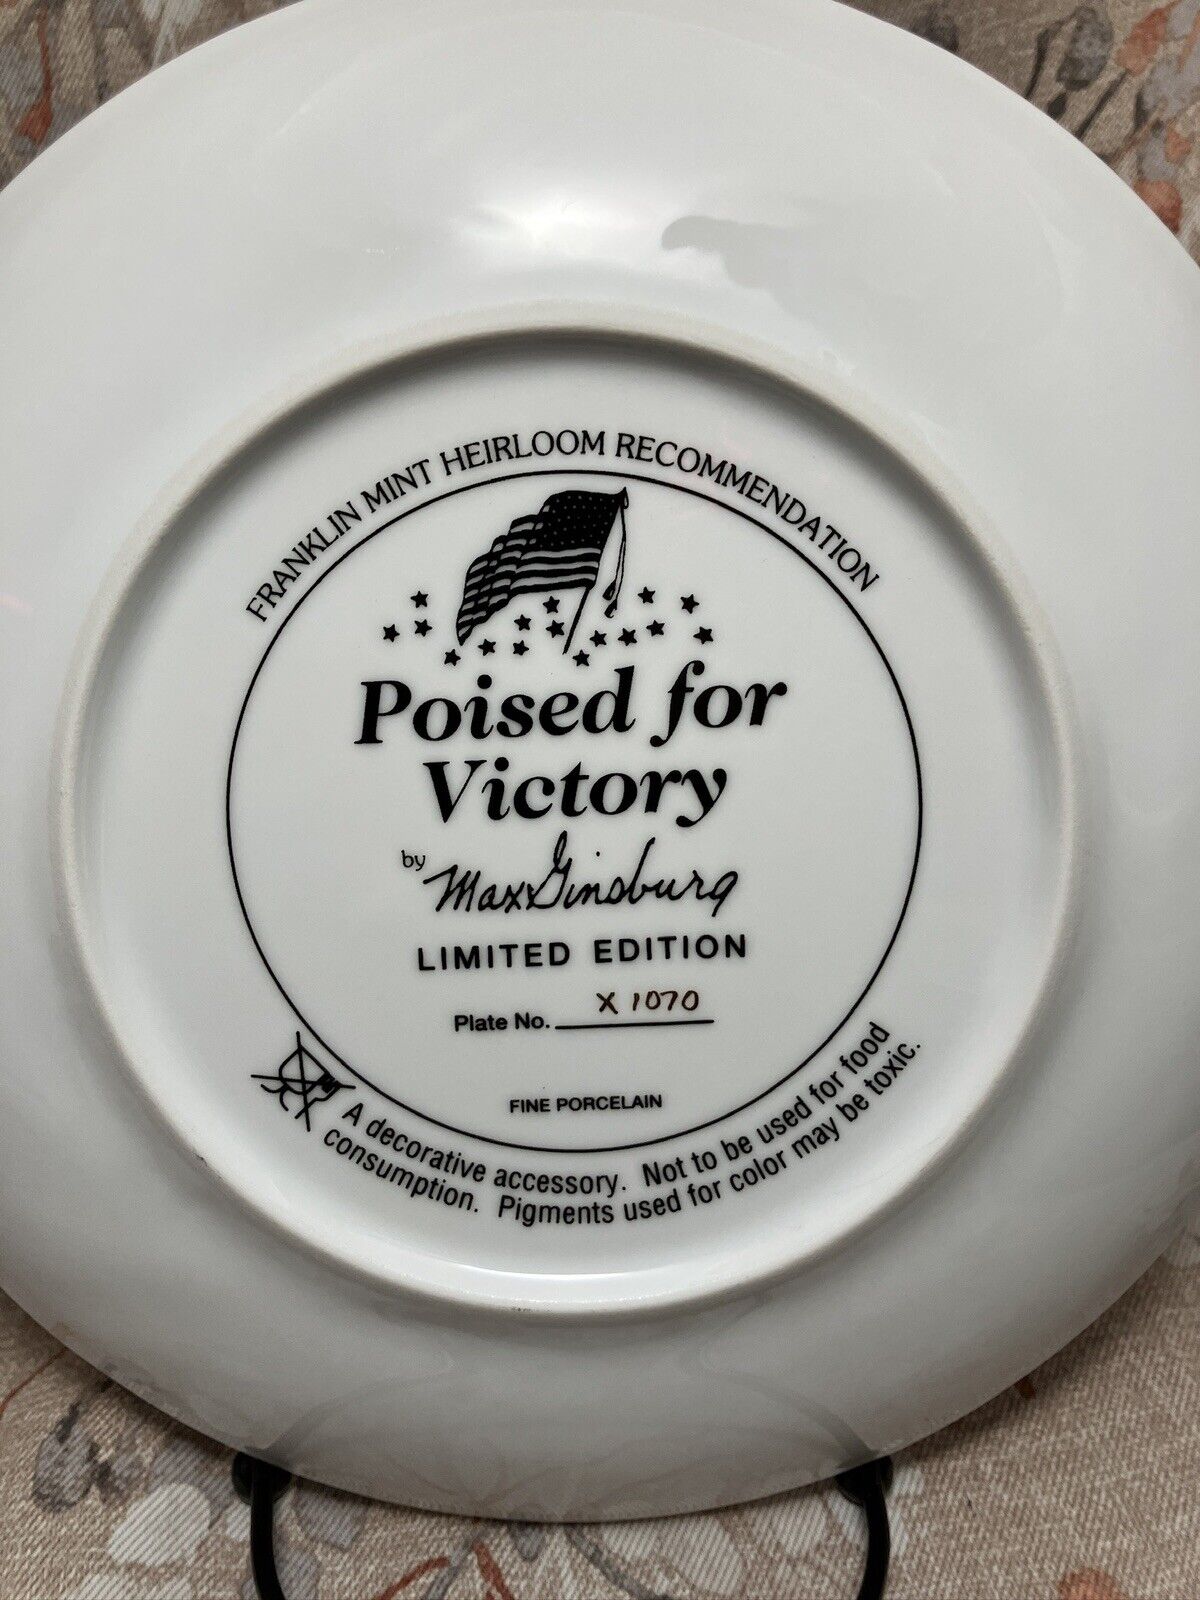 FRANKLIN MINT HEIRLOOM RECOMMENDATION
Poised for
Victory
by Max Ginsburg
LIMITED EDITION
Plate No. X 1070
FINE PORCELAIN
A decorative accessory. Not to be used for food
consumption. Pigments used for color may be toxic.